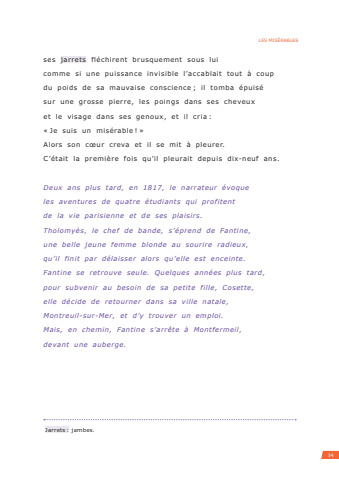 LES MISÉRABLES
ses jarrets fléchirent brusquement sous lui
comme si une puissance invisible l'accablait tout à coup
du poids de sa mauvaise conscience ; il tomba épuisé
sur une grosse pierre, les poings dans ses cheveux
et le visage dans ses genoux, et il cria :
« Je suis un misérable ! »
Alors son cœur creva et il se mit à pleurer.
C'était la première fois qu'il pleurait depuis dix-neuf ans.
Deux ans plus tard, en 1817, le narrateur évoque
les aventures de quatre étudiants qui profitent
de la vie parisienne et de ses plaisirs.
Tholomyès, le chef de bande, s'éprend de Fantine,
une belle jeune femme blonde au sourire radieux,
qu'il finit par délaisser alors qu'elle est enceinte.
Fantine se retrouve seule. Quelques années plus tard,
pour subvenir au besoin de sa petite fille, Cosette,
elle décide de retourner dans sa ville natale,
Montreuil-sur-Mer, et d'y trouver un emploi.
Mais, en chemin, Fantine s'arrête à Montfermeil,
devant une auberge.
Jarrets : jambes.
14